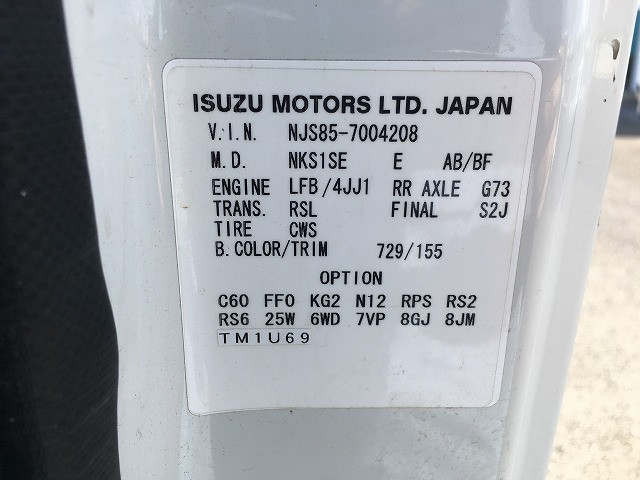 ISUZU MOTORS LTD. JAPAN
V.I.N. NJS85-7004208
M.D. NKS1SE E AB/BF
ENGINE LFB/4JJ1 RR AXLE G73
TRANS. RSL FINAL S2J
TIRE CWS
B.COLOR/TRIM 729/155
OPTION
C60 FF0 KG2 N12 RPS RS2
RS6 25W 6WD 7VP 8GJ 8JM
TM1U69